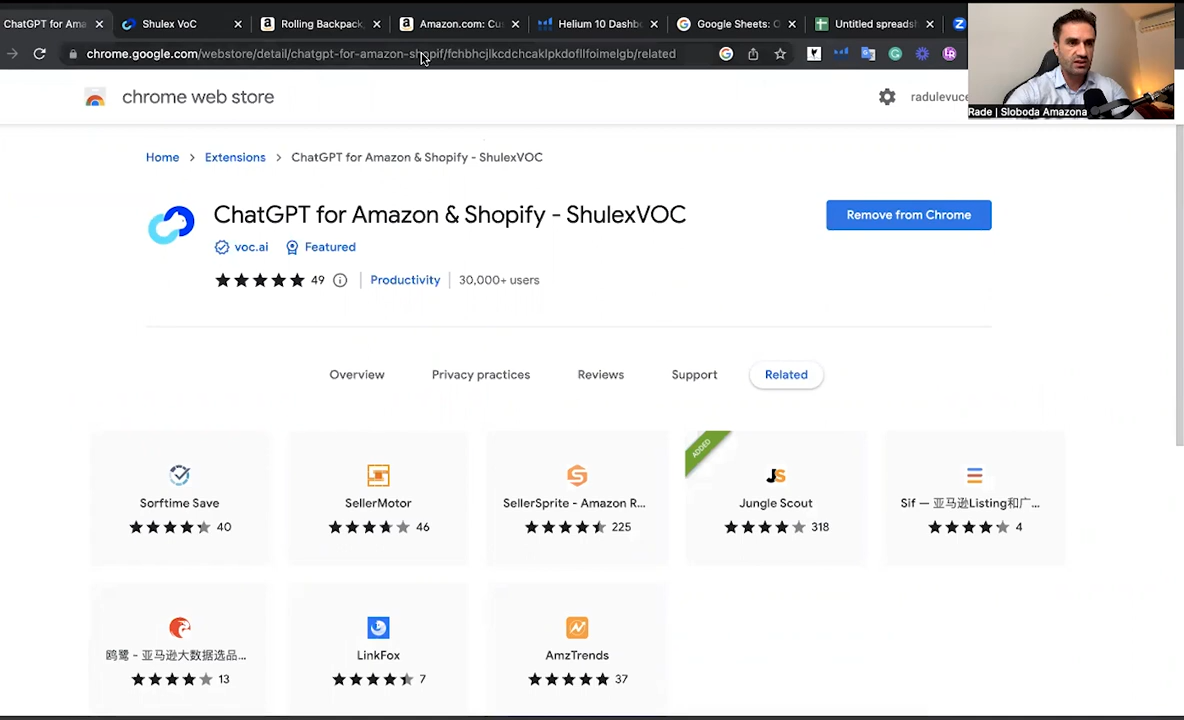 ChatGPT for Ama
Shulex VoC
Rolling Backpack
Amazon.com: Cu
Helium 10 Dashb
Google Sheets: O
Untitled spreadsh
chrome.google.com/webstore/detail/chatgpt-for-amazon-shopif/fchbhcjlkcdchcaklpkdofllfoimelgb/related
Rade | Sloboda Amazona
chrome web store
radulevuce
Home > Extensions > ChatGPT for Amazon & Shopify - ShulexVOC
ChatGPT for Amazon & Shopify - ShulexVOC
Remove from Chrome
voc.ai
Featured
49
Productivity
30,000+ users
Overview
Privacy practices
Reviews
Support
Related
Sorftime Save
40
SellerMotor
46
SellerSprite - Amazon R...
225
ADDED
JS
Jungle Scout
318
Sif — 亚马逊Listing和广...
4
鸥鹭 - 亚马逊大数据选品...
13
LinkFox
7
AmzTrends
37